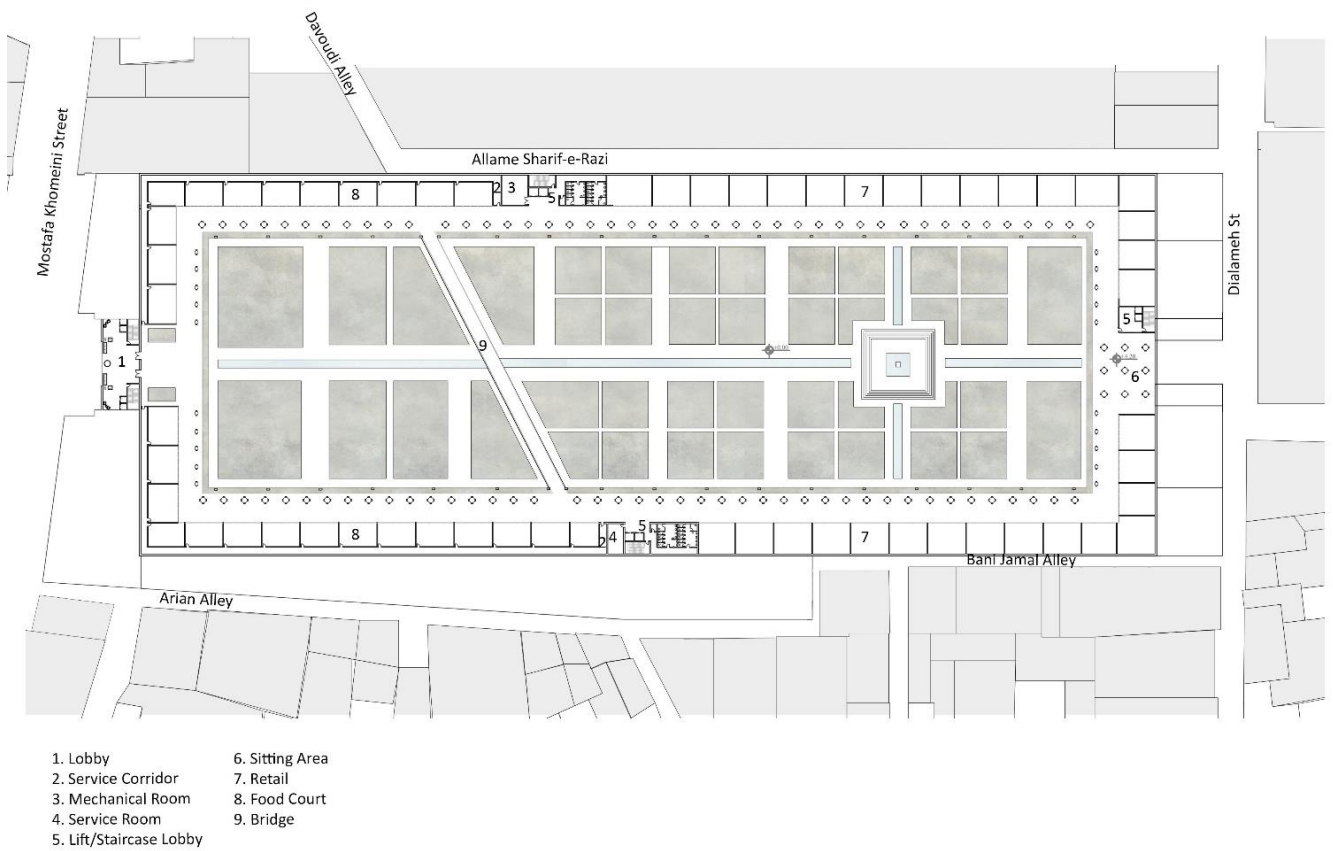 Davoudi Alley
Mostafa Khomeini Street
Allame Sharif-e-Razi
8
2
3
5
7
Dialameh St
5
9
1
6
8
2
4
5
7
Bani Jamal Alley
Arian Alley
1. Lobby
2. Service Corridor
3. Mechanical Room
4. Service Room
5. Lift/Staircase Lobby
6. Sitting Area
7. Retail
8. Food Court
9. Bridge